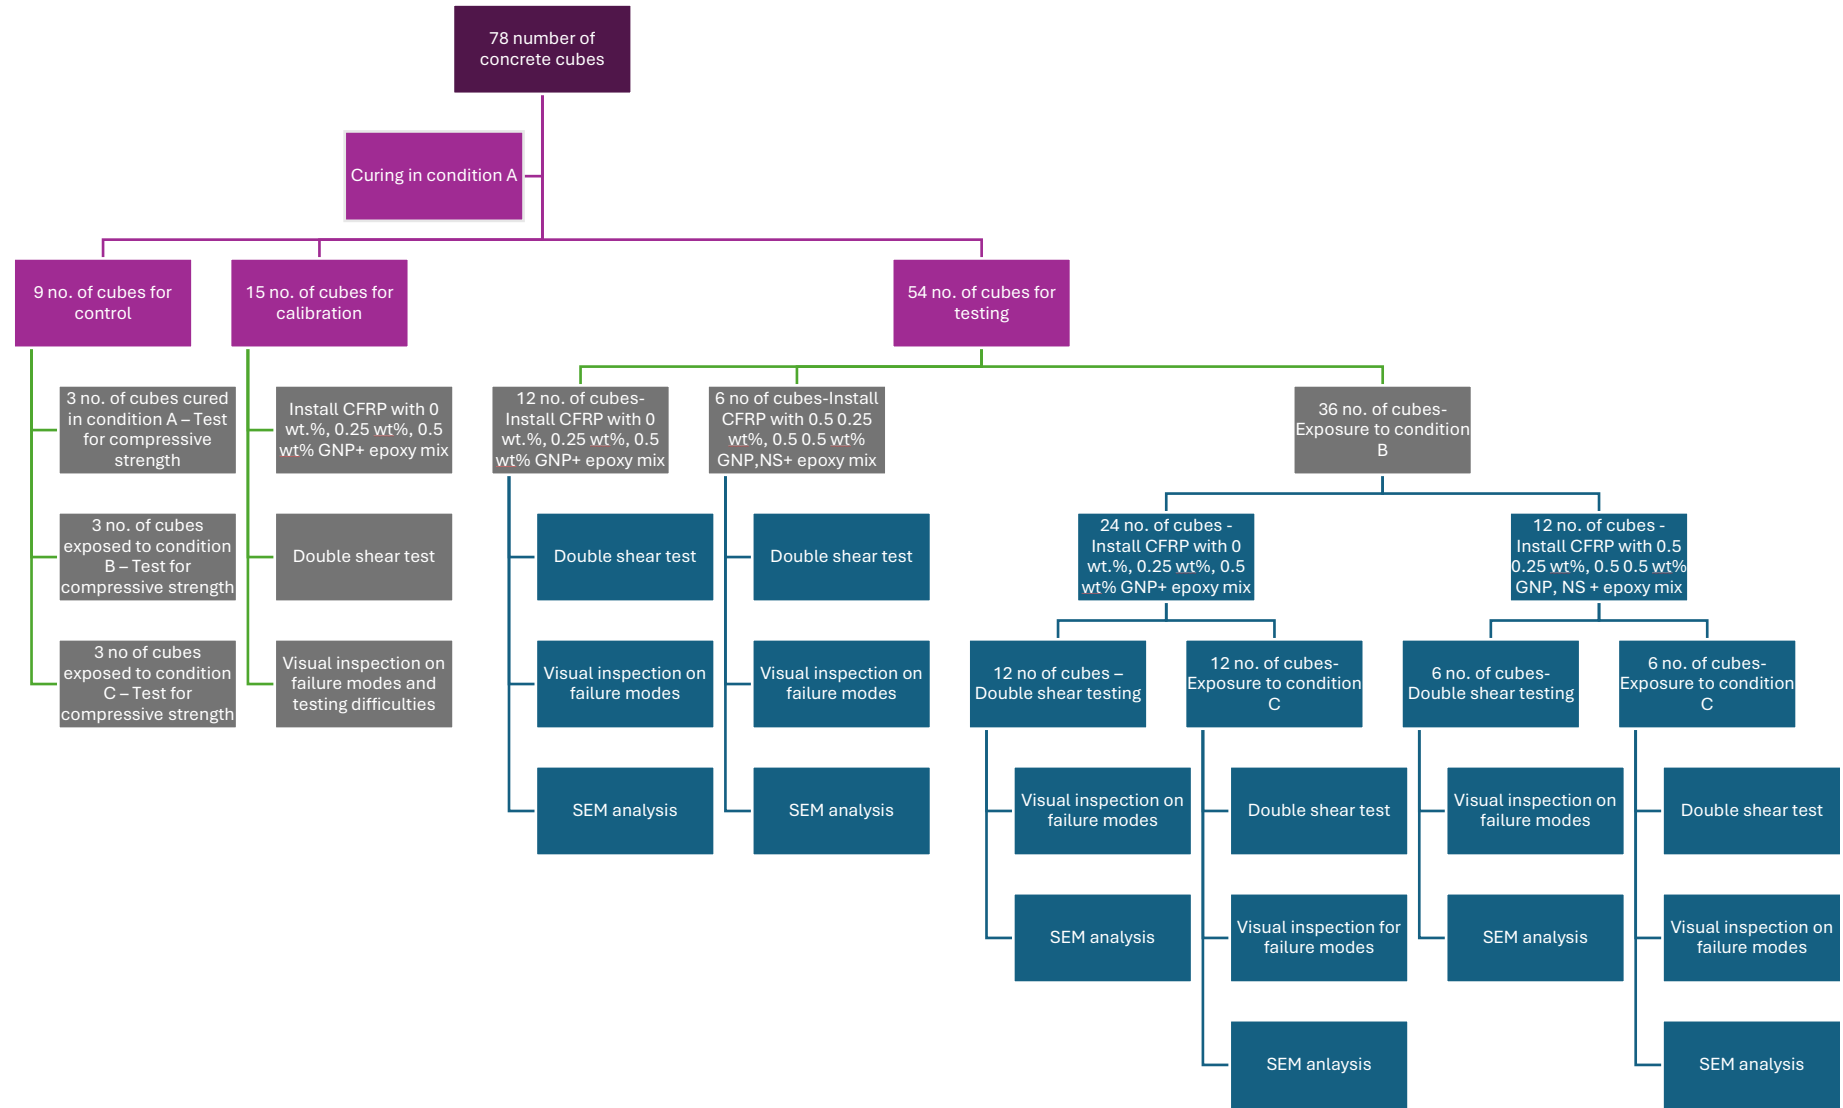 78 number of
concrete cubes
Curing in condition A
9 no. of cubes for
control
15 no. of cubes for
calibration
54 no. of cubes for
testing
3 no. of cubes cured
in condition A – Test
for compressive
strength
Install CFRP with 0
wt.%, 0.25 wt%, 0.5
wt% GNP+ epoxy mix
12 no. of cubes-
Install CFRP with 0
wt.%, 0.25 wt%, 0.5
wt% GNP+ epoxy mix
6 no of cubes-Install
CFRP with 0.5 0.25
wt%, 0.5 0.5 wt%
GNP,NS+ epoxy mix
36 no. of cubes-
Exposure to condition
B
3 no. of cubes
exposed to condition
B – Test for
compressive strength
Double shear test
Double shear test
Double shear test
24 no. of cubes -
Install CFRP with 0
wt.%, 0.25 wt%, 0.5
wt% GNP+ epoxy mix
12 no. of cubes -
Install CFRP with 0.5
0.25 wt%, 0.5 0.5 wt%
GNP, NS + epoxy mix
3 no of cubes
exposed to condition
C – Test for
compressive strength
Visual inspection on
failure modes and
testing difficulties
Visual inspection on
failure modes
Visual inspection on
failure modes
12 no of cubes –
Double shear testing
12 no. of cubes-
Exposure to condition
C
6 no. of cubes-
Double shear testing
6 no. of cubes-
Exposure to condition
C
SEM analysis
SEM analysis
Visual inspection on
failure modes
Double shear test
Visual inspection on
failure modes
Double shear test
SEM analysis
Visual inspection for
failure modes
SEM analysis
Visual inspection on
failure modes
SEM anlaysis
SEM analysis